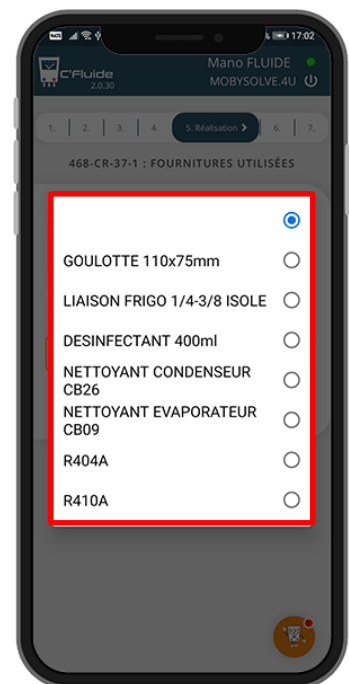 17:02
C'Fluide
2.0.30
Mano FLUIDE
MOBYSOLVE.4U
1. 2. 3. 4. 5. Réalisation 6. 7.
468-CR-37-1 : FOURNITURES UTILISÉES
GOULOTTE 110x75mm
LIAISON FRIGO 1/4-3/8 ISOLE
DESINFECTANT 400ml
NETTOYANT CONDENSEUR
CB26
NETTOYANT EVAPORATEUR
CB09
R404A
R410A